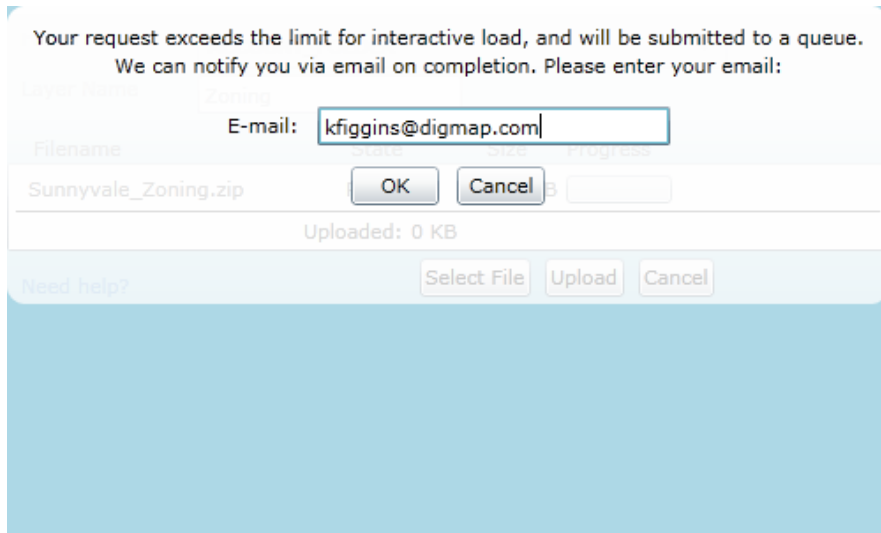 Your request exceeds the limit for interactive load, and will be submitted to a queue.
We can notify you via email on completion. Please enter your email:
Layer Name Zoning
E-mail: kfiggins@digmap.com
Filename State Size Progress
Sunnyvale_Zoning.zip
OK Cancel
Uploaded: 0 KB
Need help? Select File Upload Cancel